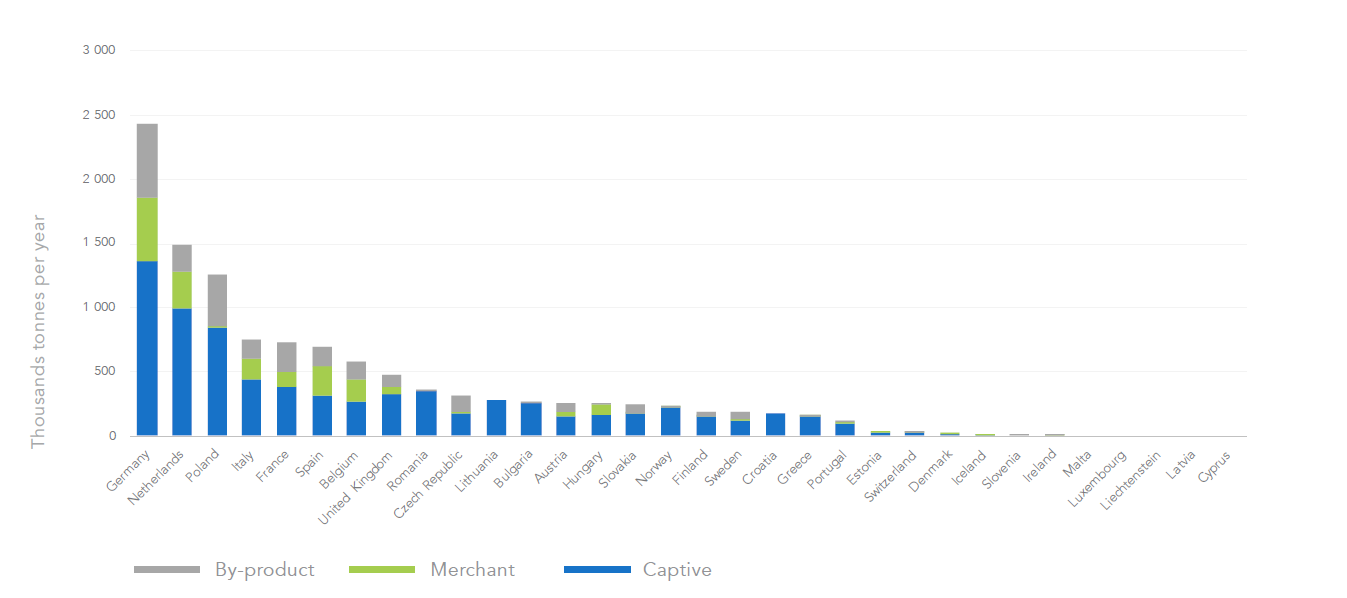 3 000
2 500
2 000
1 500
1 000
500
0
Thousands tonnes per year
Germany
Netherlands
Poland
Italy
France
Spain
Belgium
United Kingdom
Romania
Czech Republic
Lithuania
Bulgaria
Austria
Hungary
Slovakia
Norway
Finland
Sweden
Croatia
Greece
Portugal
Estonia
Switzerland
Denmark
Iceland
Slovenia
Ireland
Malta
Luxembourg
Liechtenstein
Latvia
Cyprus
By-product
Merchant
Captive